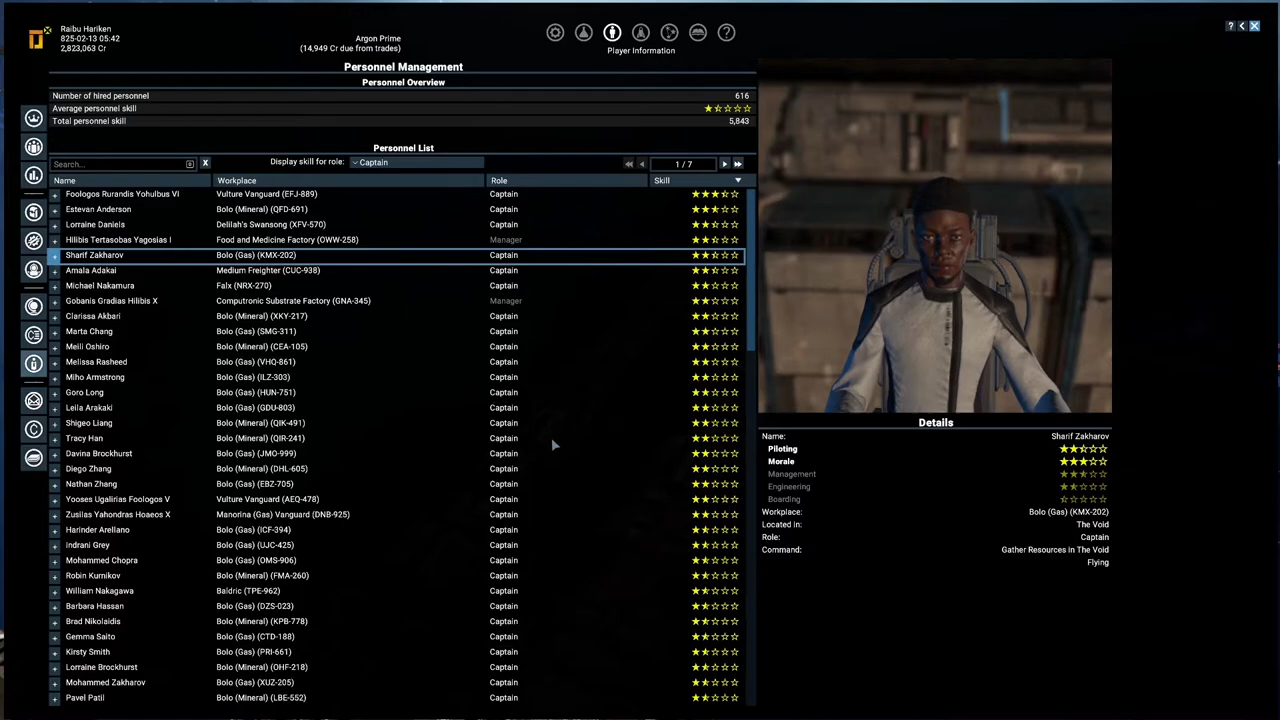 Raibu Hariken
825-02-13 05:42
2,823,063 Cr
Argon Prime
(14,949 Cr due from trades)
Player Information
Personnel Management
Personnel Overview
Number of hired personnel 616
Average personnel skill
Total personnel skill 5,843
Personnel List
Search... x Display skill for role: Captain 1 / 7
Name Workplace Role Skill
Foologos Rurandis Yohulbus VI Vulture Vanguard (EFJ-889) Captain
Estevan Anderson Bolo (Mineral) (QFD-691) Captain
Lorraine Daniels Delilah's Swansong (XFV-570) Captain
Hilibis Tertasobas Yagosias I Food and Medicine Factory (OWW-258) Manager
Sharif Zakharov Bolo (Gas) (KMX-202) Captain
Amala Adakai Medium Freighter (CUC-938) Captain
Michael Nakamura Falx (NRX-270) Captain
Gobanis Gradias Hilibis X Computronic Substrate Factory (GNA-345) Manager
Clarissa Akbari Bolo (Mineral) (XKY-217) Captain
Marta Chang Bolo (Gas) (SMG-311) Captain
Meili Oshiro Bolo (Mineral) (CEA-105) Captain
Melissa Rasheed Bolo (Gas) (VHQ-861) Captain
Miho Armstrong Bolo (Gas) (ILZ-303) Captain
Goro Long Bolo (Gas) (HUN-751) Captain
Leila Arakaki Bolo (Gas) (GDU-803) Captain
Shigeo Liang Bolo (Mineral) (QIK-491) Captain
Tracy Han Bolo (Mineral) (QIR-241) Captain
Davina Brockhurst Bolo (Gas) (JMO-999) Captain
Diego Zhang Bolo (Mineral) (DHL-605) Captain
Nathan Zhang Bolo (Gas) (EBZ-705) Captain
Yooses Ugalirias Foologos V Vulture Vanguard (AEQ-478) Captain
Zusilas Yahondras Hoaeos X Manorina (Gas) Vanguard (DNB-925) Captain
Harinder Arellano Bolo (Gas) (ICF-394) Captain
Indrani Grey Bolo (Gas) (UJC-425) Captain
Mohammed Chopra Bolo (Gas) (OMS-906) Captain
Robin Kurnikov Bolo (Mineral) (FMA-260) Captain
William Nakagawa Baldric (TPE-962) Captain
Barbara Hassan Bolo (Gas) (DZS-023) Captain
Brad Nikolaidis Bolo (Mineral) (KPB-778) Captain
Gemma Saito Bolo (Gas) (CTD-188) Captain
Kirsty Smith Bolo (Gas) (PRI-661) Captain
Lorraine Brockhurst Bolo (Mineral) (OHF-218) Captain
Mohammed Zakharov Bolo (Gas) (XUZ-205) Captain
Pavel Patil Bolo (Mineral) (LBE-552) Captain
Details
Name: Sharif Zakharov
Piloting
Morale
Management
Engineering
Boarding
Workplace: Bolo (Gas) (KMX-202)
Located in: The Void
Role: Captain
Command: Gather Resources in The Void
Flying